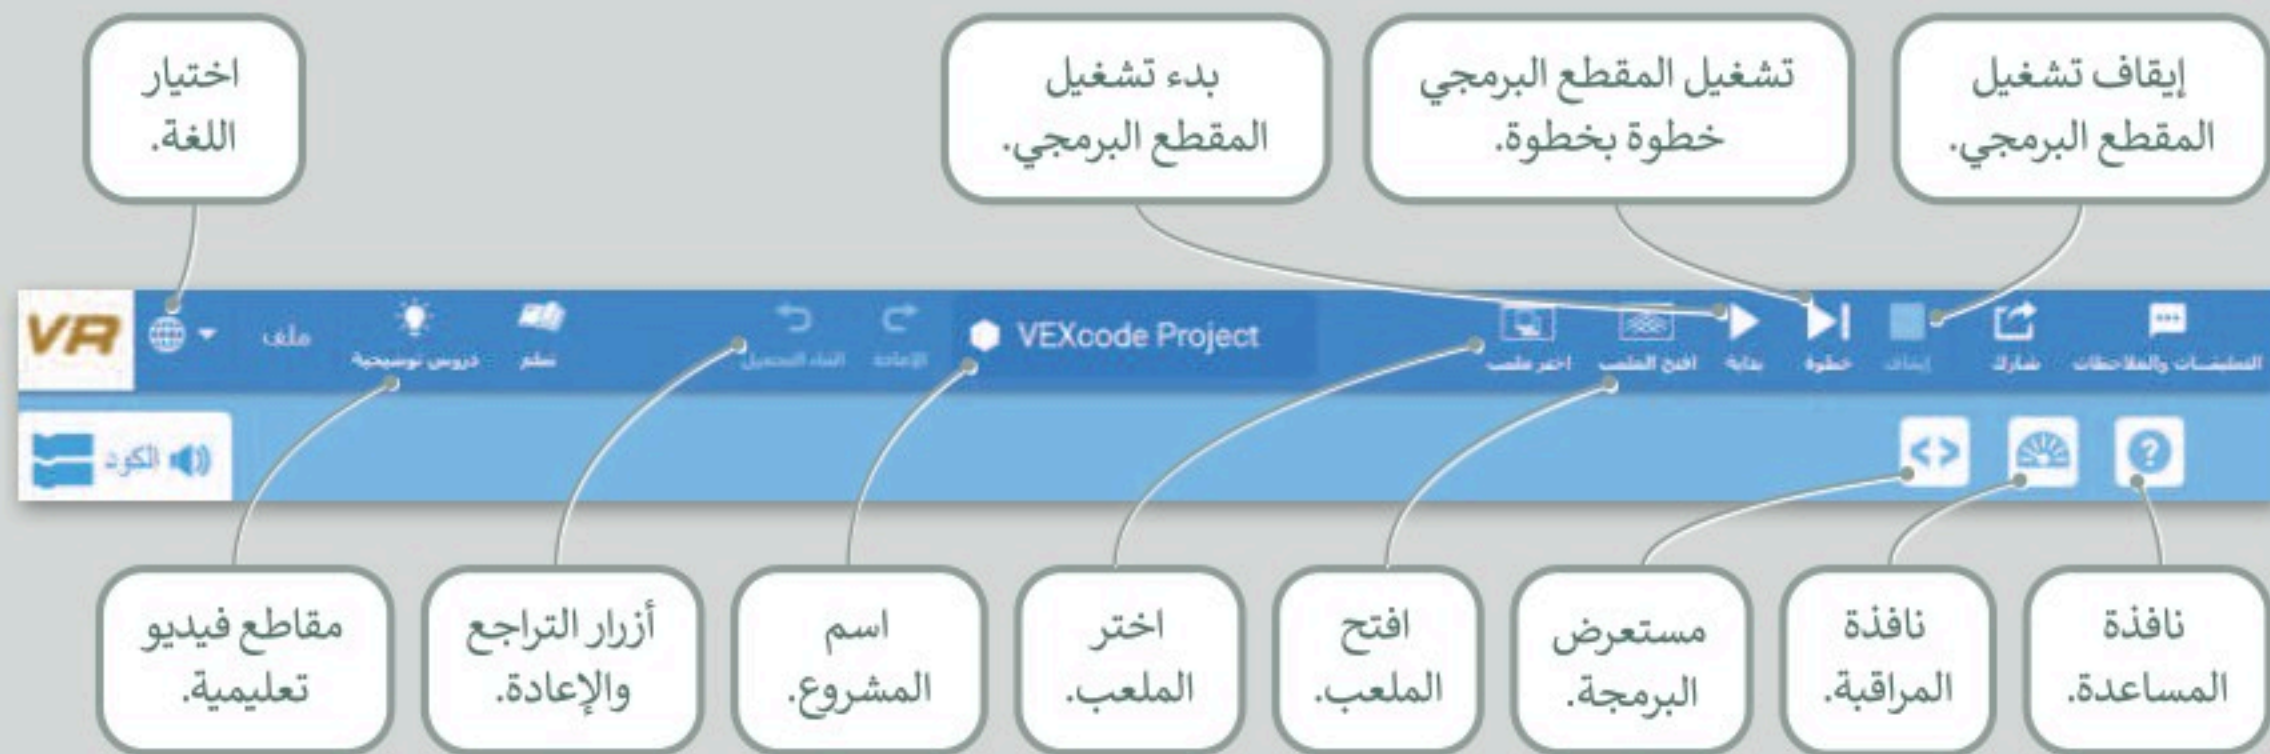 إيقاف تشغيل
المقطع البرمجي.
تشغيل المقطع البرمجي
خطوة بخطوة.
بدء تشغيل
المقطع البرمجي.
اختيار
اللغة.
VR
ملف
دروس توضيحية
تعلم
الغاء التحميل
الإعادة
VEXcode Project
اختر ملعب
افتح الملعب
بداية
خطوة
إيقاف
شارك
التعليقات والملاحظات
الكود
نافذة
المساعدة.
نافذة
المراقبة.
مستعرض
البرمجة.
افتح
الملعب.
اختر
الملعب.
اسم
المشروع.
أزرار التراجع
والإعادة.
مقاطع فيديو
تعليمية.